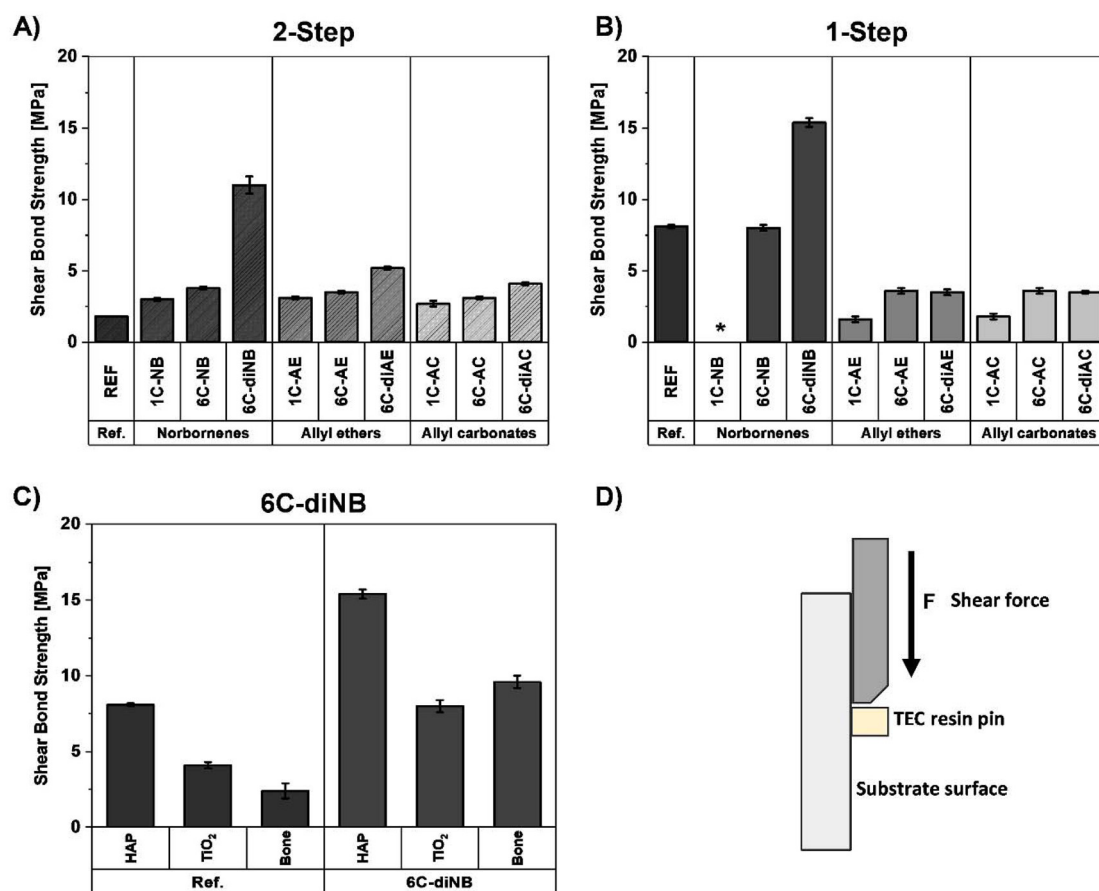 A)
2-Step
Shear Bond Strength [MPa]
20
15
10
5
0
REF
1C-NB
6C-NB
6C-diNB
1C-AE
6C-AE
6C-diAE
1C-AC
6C-AC
6C-diAC
Ref.
Norbornenes
Allyl ethers
Allyl carbonates
B)
1-Step
Shear Bond Strength [MPa]
20
15
10
5
0
*
REF
1C-NB
6C-NB
6C-diNB
1C-AE
6C-AE
6C-diAE
1C-AC
6C-AC
6C-diAC
Ref.
Norbornenes
Allyl ethers
Allyl carbonates
C)
6C-diNB
Shear Bond Strength [MPa]
20
15
10
5
0
HAP
TiO₂
Bone
HAP
TiO₂
Bone
Ref.
6C-diNB
D)
F Shear force
TEC resin pin
Substrate surface